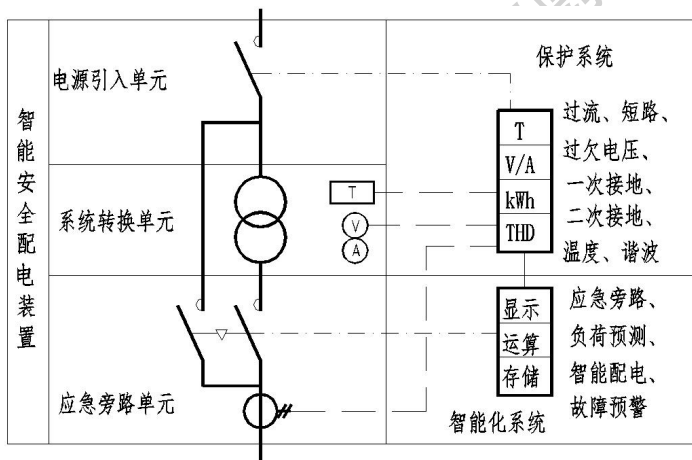 智能安全配电装置
电源引入单元
系统转换单元
应急旁路单元
T
V
A
保护系统
T
V/A
kWh
THD
过流、短路、
过欠电压、
一次接地、
二次接地、
温度、谐波
显示
运算
存储
应急旁路、
负荷预测、
智能配电、
故障预警
智能化系统